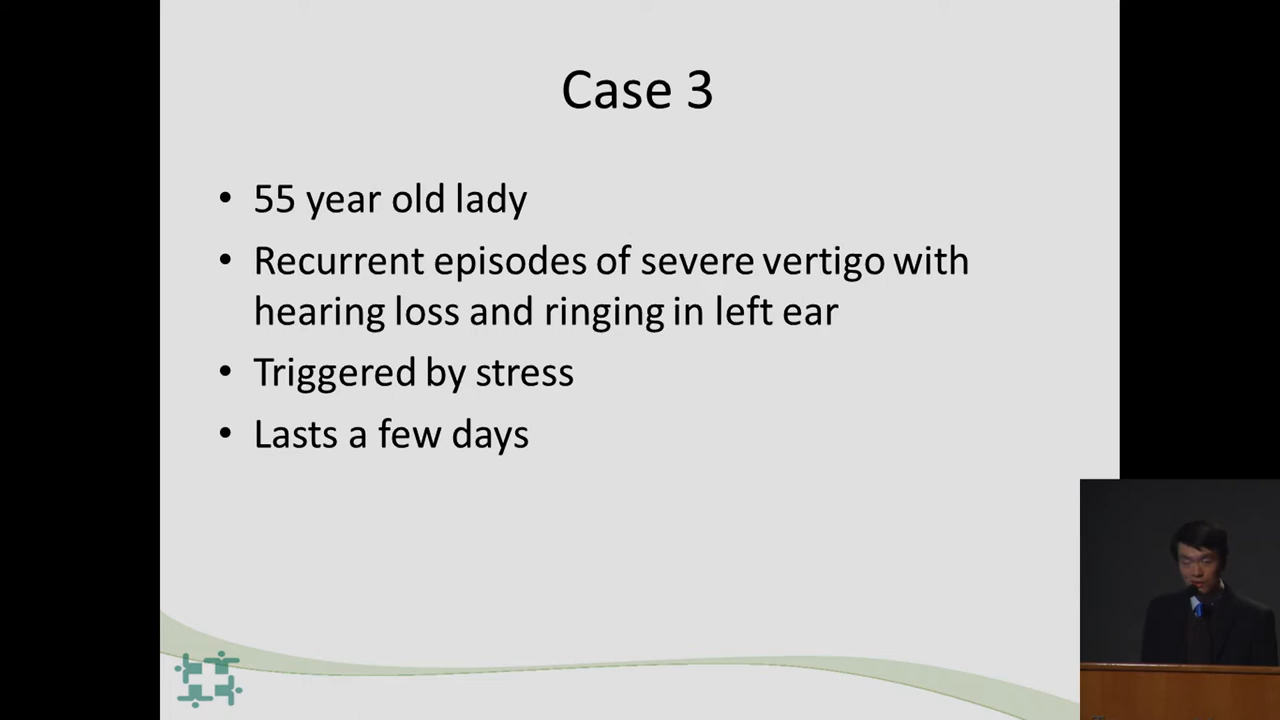 Case 3
• 55 year old lady
• Recurrent episodes of severe vertigo with
hearing loss and ringing in left ear
• Triggered by stress
• Lasts a few days